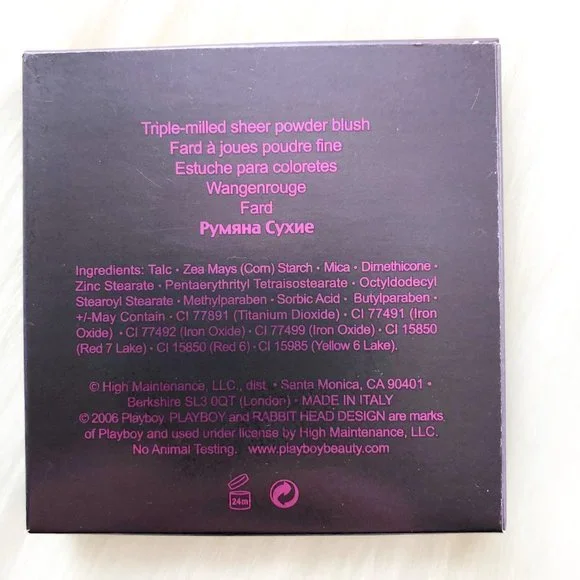 Triple-milled sheer powder blush
Fard à joues poudre fine
Estuche para coloretes
Wangenrouge
Fard
Румяна Сухие
Ingredients: Talc • Zea Mays (Corn) Starch • Mica • Dimethicone •
Zinc Stearate • Pentaerythrityl Tetraisostearate • Octyldodecyl
Stearoyl Stearate • Methylparaben • Sorbic Acid • Butylparaben •
+/-May Contain • CI 77891 (Titanium Dioxide) • CI 77491 (Iron
Oxide) • CI 77492 (Iron Oxide) • CI 77499 (Iron Oxide) • CI 15850
(Red 7 Lake) • CI 15850 (Red 6) • CI 15985 (Yellow 6 Lake).
© High Maintenance, LLC., dist. • Santa Monica, CA 90401 •
Berkshire SL3 0QT (London) • MADE IN ITALY
© 2006 Playboy. PLAYBOY and RABBIT HEAD DESIGN are marks
of Playboy and used under license by High Maintenance, LLC.
No Animal Testing. www.playboybeauty.com
24m